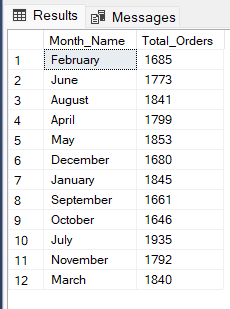 Results Messages
Month_Name Total_Orders
1 February 1685
2 June 1773
3 August 1841
4 April 1799
5 May 1853
6 December 1680
7 January 1845
8 September 1661
9 October 1646
10 July 1935
11 November 1792
12 March 1840